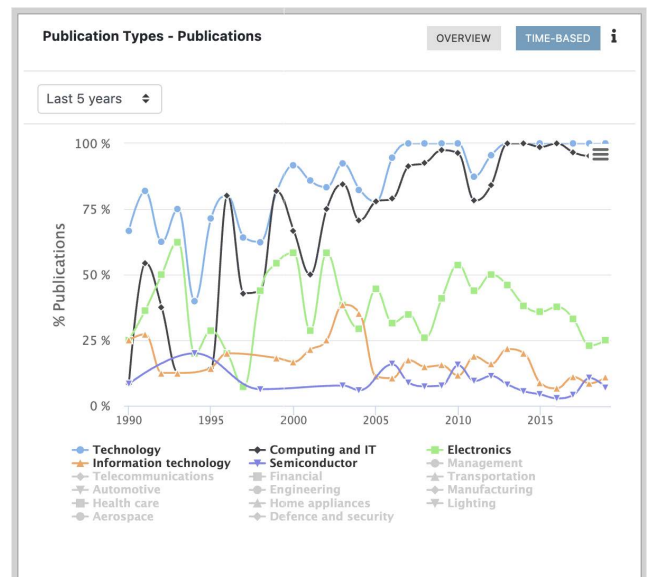 Publication Types - Publications
OVERVIEW
TIME-BASED
i
Last 5 years
100 %
75 %
50 %
25 %
0 %
% Publications
1990 1995 2000 2005 2010 2015
Technology Computing and IT Electronics
Information technology Semiconductor Management
Telecommunications Financial Transportation
Automotive Engineering Manufacturing
Health care Home appliances Lighting
Aerospace Defence and security